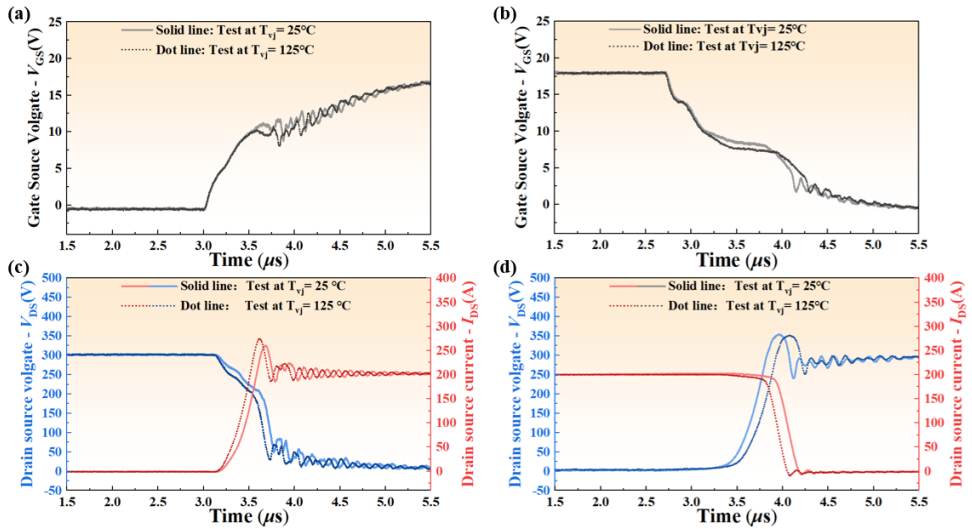 (a)
Solid line: Test at Tvj= 25°C
Dot line: Test at Tvj= 125°C
Gate Souce Volgate - VGS(V)
25
20
15
10
5
0
1.5 2.0 2.5 3.0 3.5 4.0 4.5 5.0 5.5
Time (μs)
(b)
Solid line: Test at Tvj= 25°C
Dot line: Test at Tvj= 125°C
Gate Souce Volgate - VGS(V)
25
20
15
10
5
0
1.5 2.0 2.5 3.0 3.5 4.0 4.5 5.0 5.5
Time (μs)
(c)
Solid line: Test at Tvj= 25 °C
Dot line: Test at Tvj= 125 °C
Drain source volgate - VDS(V)
500
450
400
350
300
250
200
150
100
50
0
-50
Drain source current - IDS(A)
400
350
300
250
200
150
100
50
0
1.5 2.0 2.5 3.0 3.5 4.0 4.5 5.0 5.5
Time (μs)
(d)
Solid line: Test at Tvj= 25°C
Dot line: Test at Tvj= 125°C
Drain source volgate - VDS(V)
500
450
400
350
300
250
200
150
100
50
0
-50
Drain source current - IDS(A)
400
350
300
250
200
150
100
50
0
1.5 2.0 2.5 3.0 3.5 4.0 4.5 5.0 5.5
Time (μs)